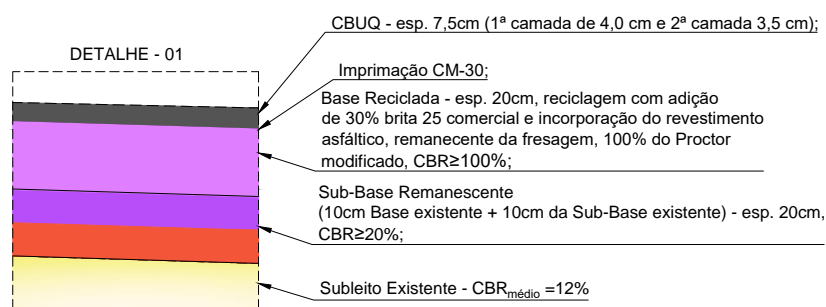 CBUQ - esp. 7,5cm (1ª camada de 4,0 cm e 2ª camada 3,5 cm);
DETALHE - 01
Imprimação CM-30;
Base Reciclada - esp. 20cm, reciclagem com adição
de 30% brita 25 comercial e incorporação do revestimento
asfáltico, remanecente da fresagem, 100% do Proctor
modificado, CBR≥100%;
Sub-Base Remanescente
(10cm Base existente + 10cm da Sub-Base existente) - esp. 20cm,
CBR≥20%;
Subleito Existente - CBRmédio =12%